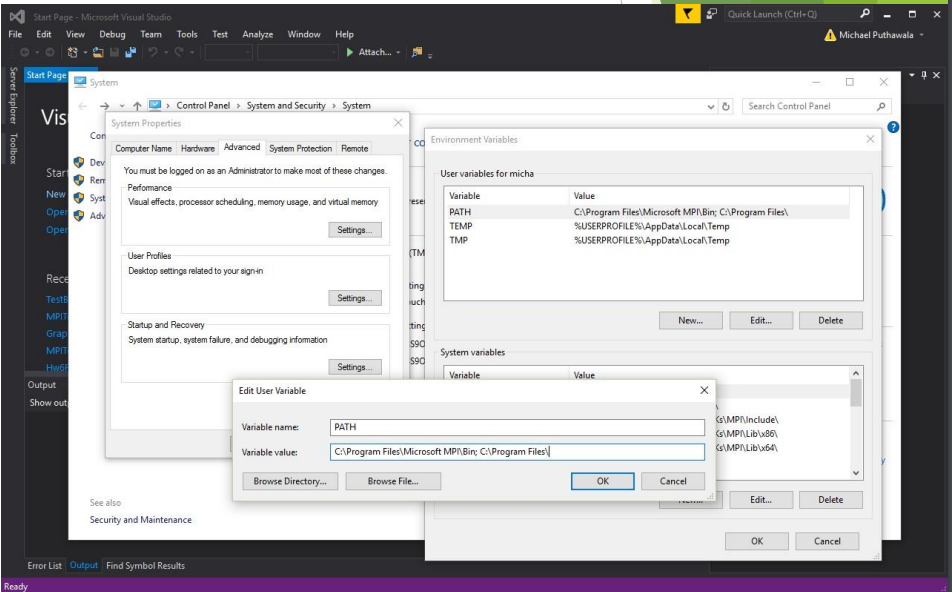 Start Page - Microsoft Visual Studio
Quick Launch (Ctrl+Q)
File Edit View Debug Team Tools Test Analyze Window Help
Michael Puthawala
Attach...
Server Explorer
Toolbox
Start Page
System
Control Panel > System and Security > System
Search Control Panel
Vis
Con
Dev
Rem
Syst
Adv
Start
New
Open
Open
Rece
TestB
MPIT
Grap
MPIT
Hw6F
System Properties
Computer Name Hardware Advanced System Protection Remote
You must be logged on as an Administrator to make most of these changes.
Performance
Visual effects, processor scheduling, memory usage, and virtual memory
Settings...
User Profiles
Desktop settings related to your sign-in
Settings...
Startup and Recovery
System startup, system failure, and debugging information
Settings...
co
(TM
ting
uch
S9O
S9O
Environment Variables
User variables for micha
Variable Value
PATH C:\Program Files\Microsoft MPI\Bin; C:\Program Files\
TEMP %USERPROFILE%\AppData\Local\Temp
TMP %USERPROFILE%\AppData\Local\Temp
New... Edit... Delete
System variables
Variable Value
Ks\MPI\Include\
Ks\MPI\Lib\x86\
Ks\MPI\Lib\x64\
New... Edit... Delete
OK Cancel
Edit User Variable
Variable name: PATH
Variable value: C:\Program Files\Microsoft MPI\Bin; C:\Program Files\
Browse Directory... Browse File... OK Cancel
Output
Show out
See also
Security and Maintenance
Error List Output Find Symbol Results
Ready